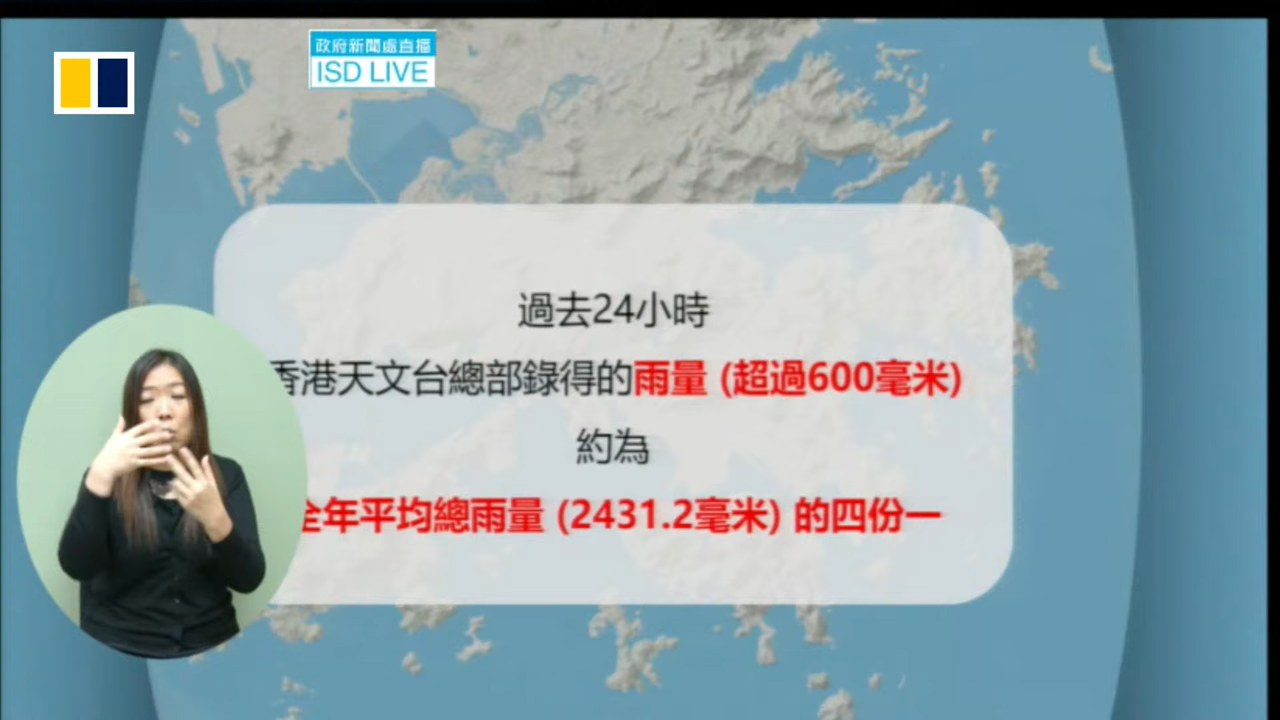 政府新聞處直播
ISD LIVE
過去24小時
香港天文台總部錄得的雨量 (超過600毫米)
約為
全年平均總雨量 (2431.2毫米) 的四份一